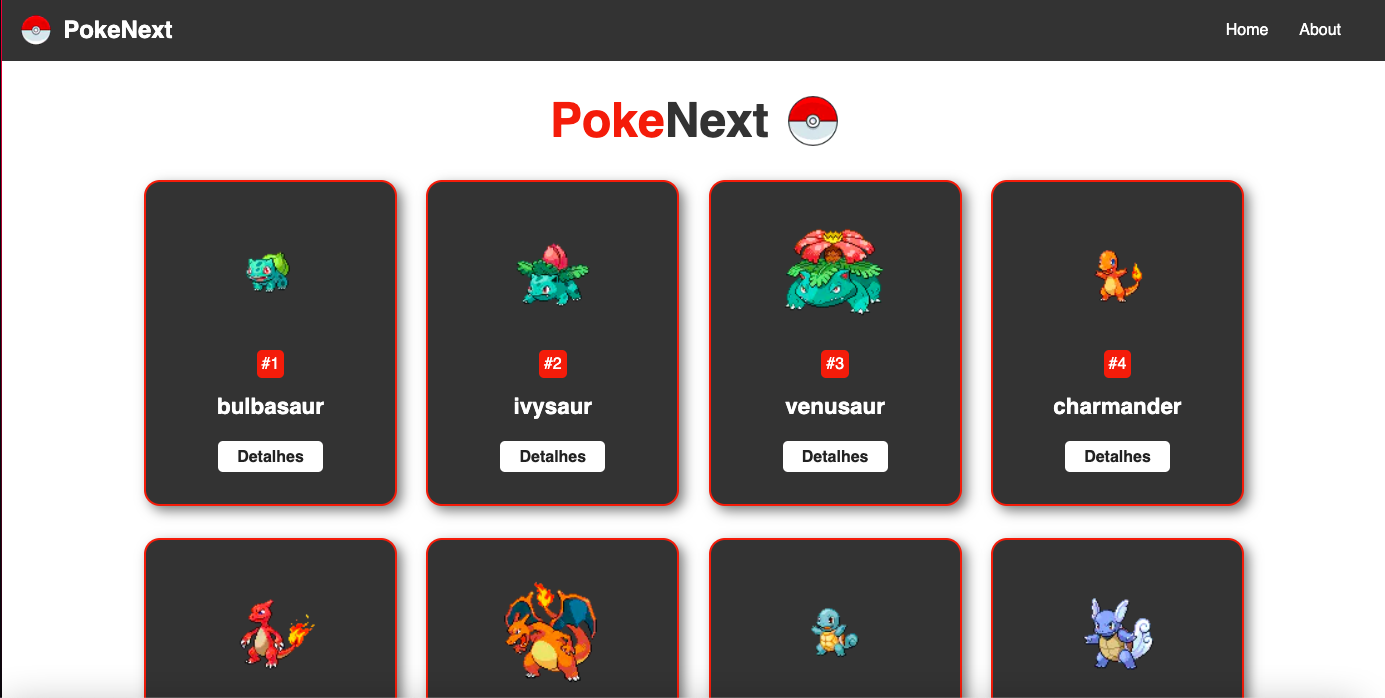 PokeNext
Home
About
PokeNext
#1
bulbasaur
Detalhes
#2
ivysaur
Detalhes
#3
venusaur
Detalhes
#4
charmander
Detalhes